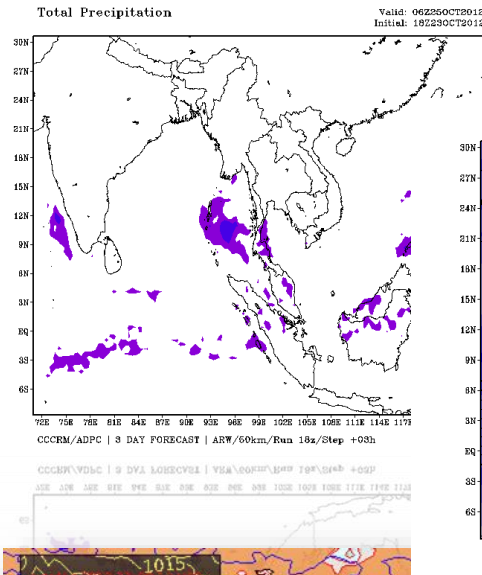 Total Precipitation
Valid: 06Z25OCT2012
Initial: 18Z23OCT2012
30N
27N
24N
21N
18N
15N
12N
9N
6N
3N
EQ
3S
6S
72E 75E 78E 81E 84E 87E 90E 93E 96E 99E 102E 105E 108E 111E 114E 117E
CCCRM/ADPC | 3 DAY FORECAST | ARW/60km/Run 18z/Step +03h
30N
27N
24N
21N
18N
15N
12N
9N
6N
3N
EQ
3S
6S
1015